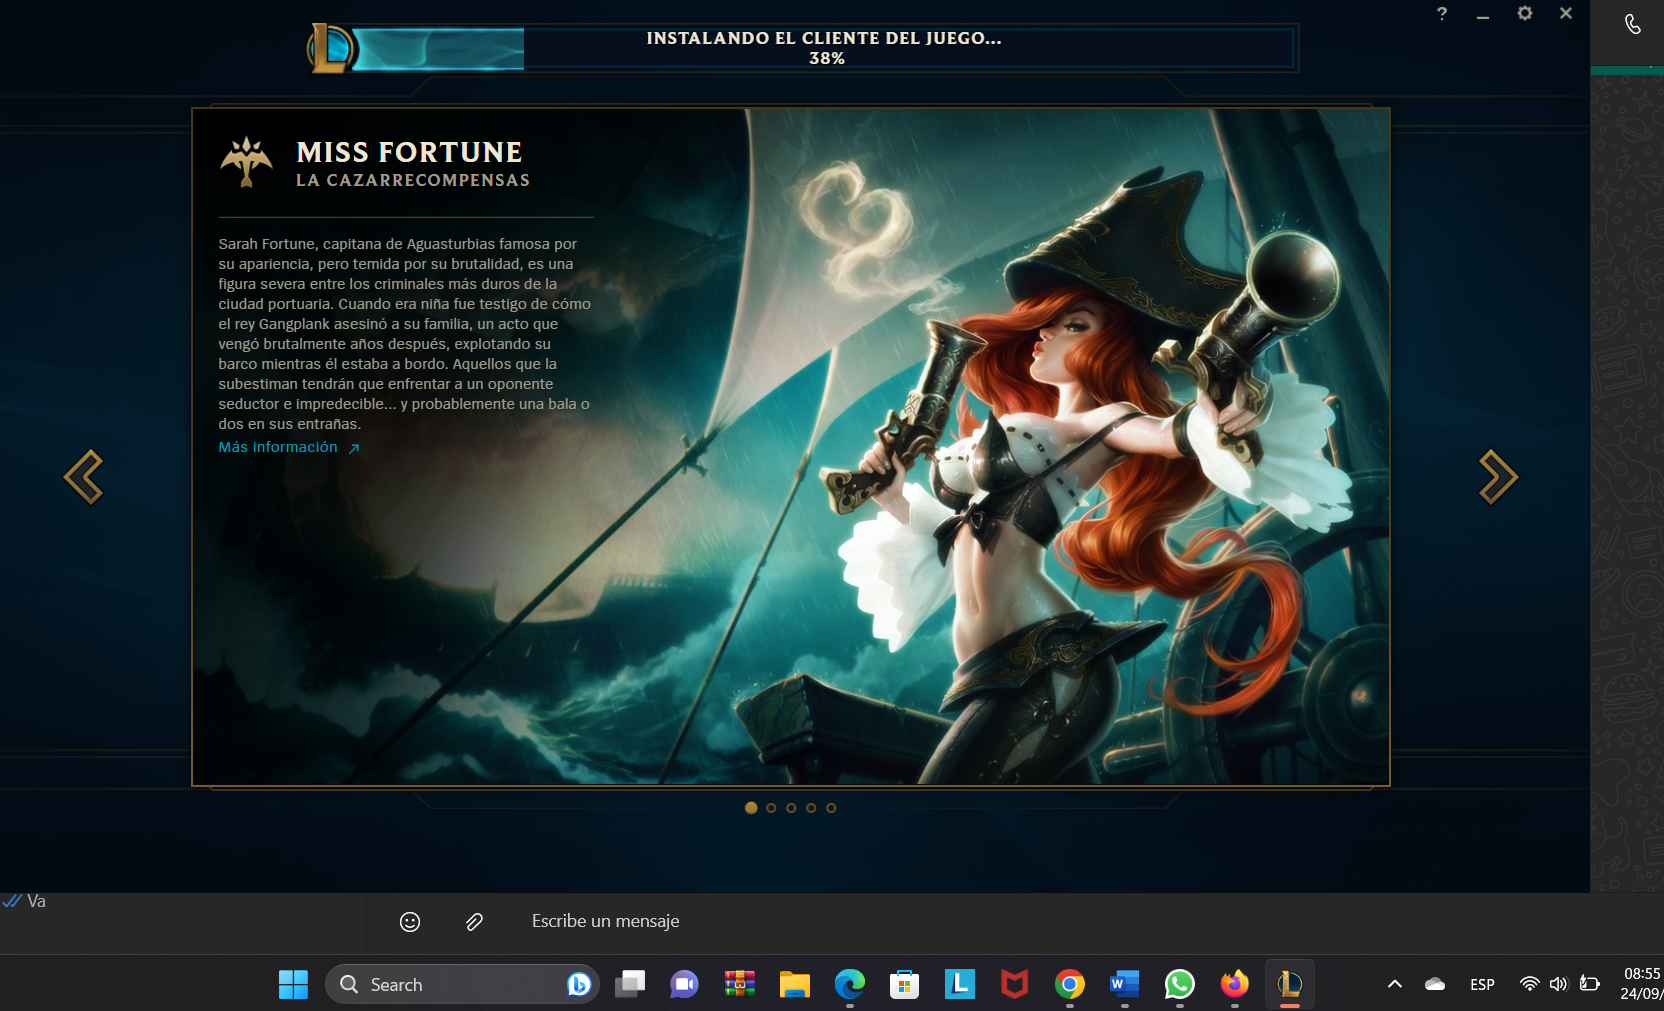 INSTALANDO EL CLIENTE DEL JUEGO...
38%
MISS FORTUNE
LA CAZARRECOMPENSAS
Sarah Fortune, capitana de Aguasturbias famosa por
su apariencia, pero temida por su brutalidad, es una
figura severa entre los criminales más duros de la
ciudad portuaria. Cuando era niña fue testigo de cómo
el rey Gangplank asesinó a su familia, un acto que
vengó brutalmente años después, explotando su
barco mientras él estaba a bordo. Aquellos que la
subestiman tendrán que enfrentar a un oponente
seductor e impredecible... y probablemente una bala o
dos en sus entrañas.
Más información
Va
Escribe un mensaje
Search
ESP
08:55
24/09/